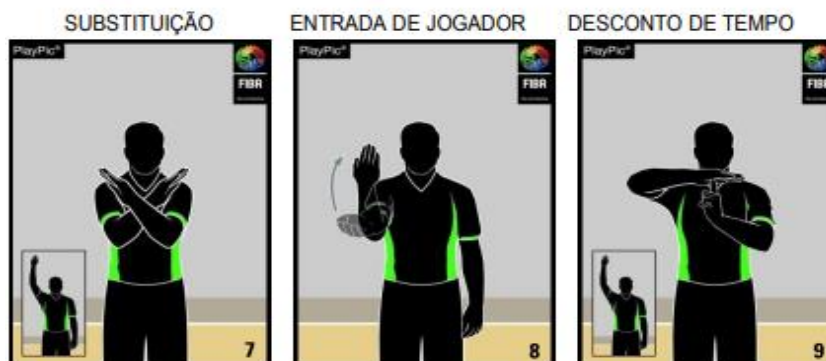 SUBSTITUIÇÃO
ENTRADA DE JOGADOR
DESCONTO DE TEMPO
PlayPic®
FIBA
7
PlayPic®
FIBA
8
PlayPic®
FIBA
9